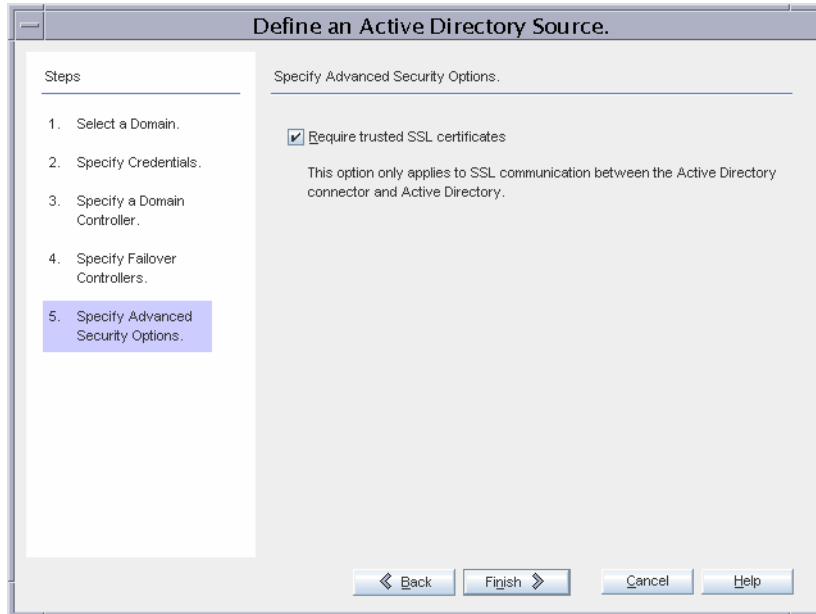 Define an Active Directory Source.
Steps
1. Select a Domain.
2. Specify Credentials.
3. Specify a Domain
Controller.
4. Specify Failover
Controllers.
5. Specify Advanced
Security Options.
Specify Advanced Security Options.
Require trusted SSL certificates
This option only applies to SSL communication between the Active Directory
connector and Active Directory.
Back
Finish
Cancel
Help